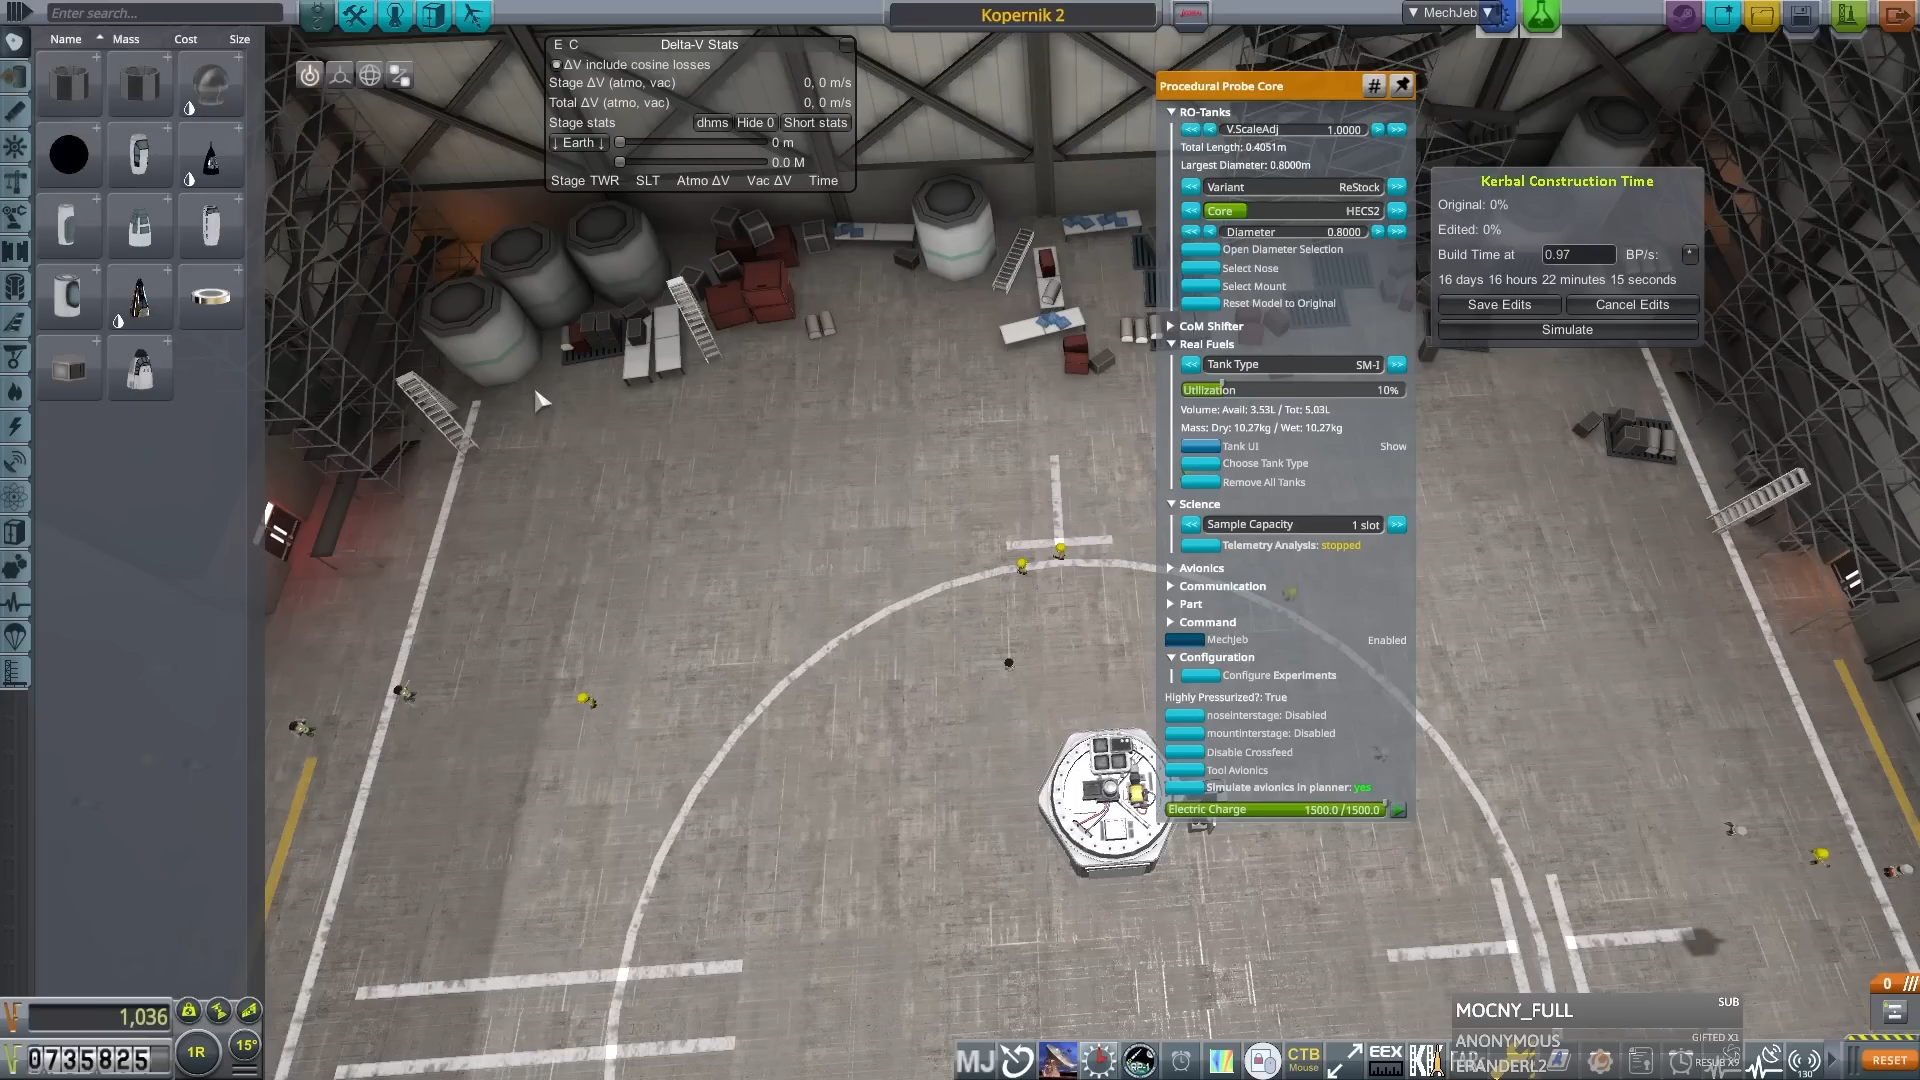 Enter search...
Kopernik 2
▼ MechJeb ▼
Name Mass Cost Size
E C Delta-V Stats
ΔV include cosine losses
Stage ΔV (atmo, vac) 0, 0 m/s
Total ΔV (atmo, vac) 0, 0 m/s
Stage stats dhms Hide 0 Short stats
↓ Earth ↓ 0 m
0.0 M
Stage TWR SLT Atmo ΔV Vac ΔV Time
Procedural Probe Core #
RO-Tanks
V.ScaleAdj 1.0000
Total Length: 0.4051m
Largest Diameter: 0.8000m
Variant ReStock
Core HECS2
Diameter 0.8000
Open Diameter Selection
Select Nose
Select Mount
Reset Model to Original
CoM Shifter
Real Fuels
Tank Type SM-I
Utilization 10%
Volume: Avail: 3.53L / Tot: 5.03L
Mass: Dry: 10.27kg / Wet: 10.27kg
Tank UI Show
Choose Tank Type
Remove All Tanks
Science
Sample Capacity 1 slot
Telemetry Analysis: stopped
Avionics
Communication
Part
Command
MechJeb Enabled
Configuration
Configure Experiments
Highly Pressurized?: True
noseinterstage: Disabled
mountinterstage: Disabled
Disable Crossfeed
Tool Avionics
Simulate avionics in planner: yes
Electric Charge 1500.0 / 1500.0
Kerbal Construction Time
Original: 0%
Edited: 0%
Build Time at 0.97 BP/s: *
16 days 16 hours 22 minutes 15 seconds
Save Edits Cancel Edits
Simulate
1,036
0735825
1R
15°
0
MOCNY_FULL SUB
ANONYMOUS GIFTED X1
ERANDERL2 RESUB X9
MJ
RP-1
CTB
Mouse
EEX
130
RESET